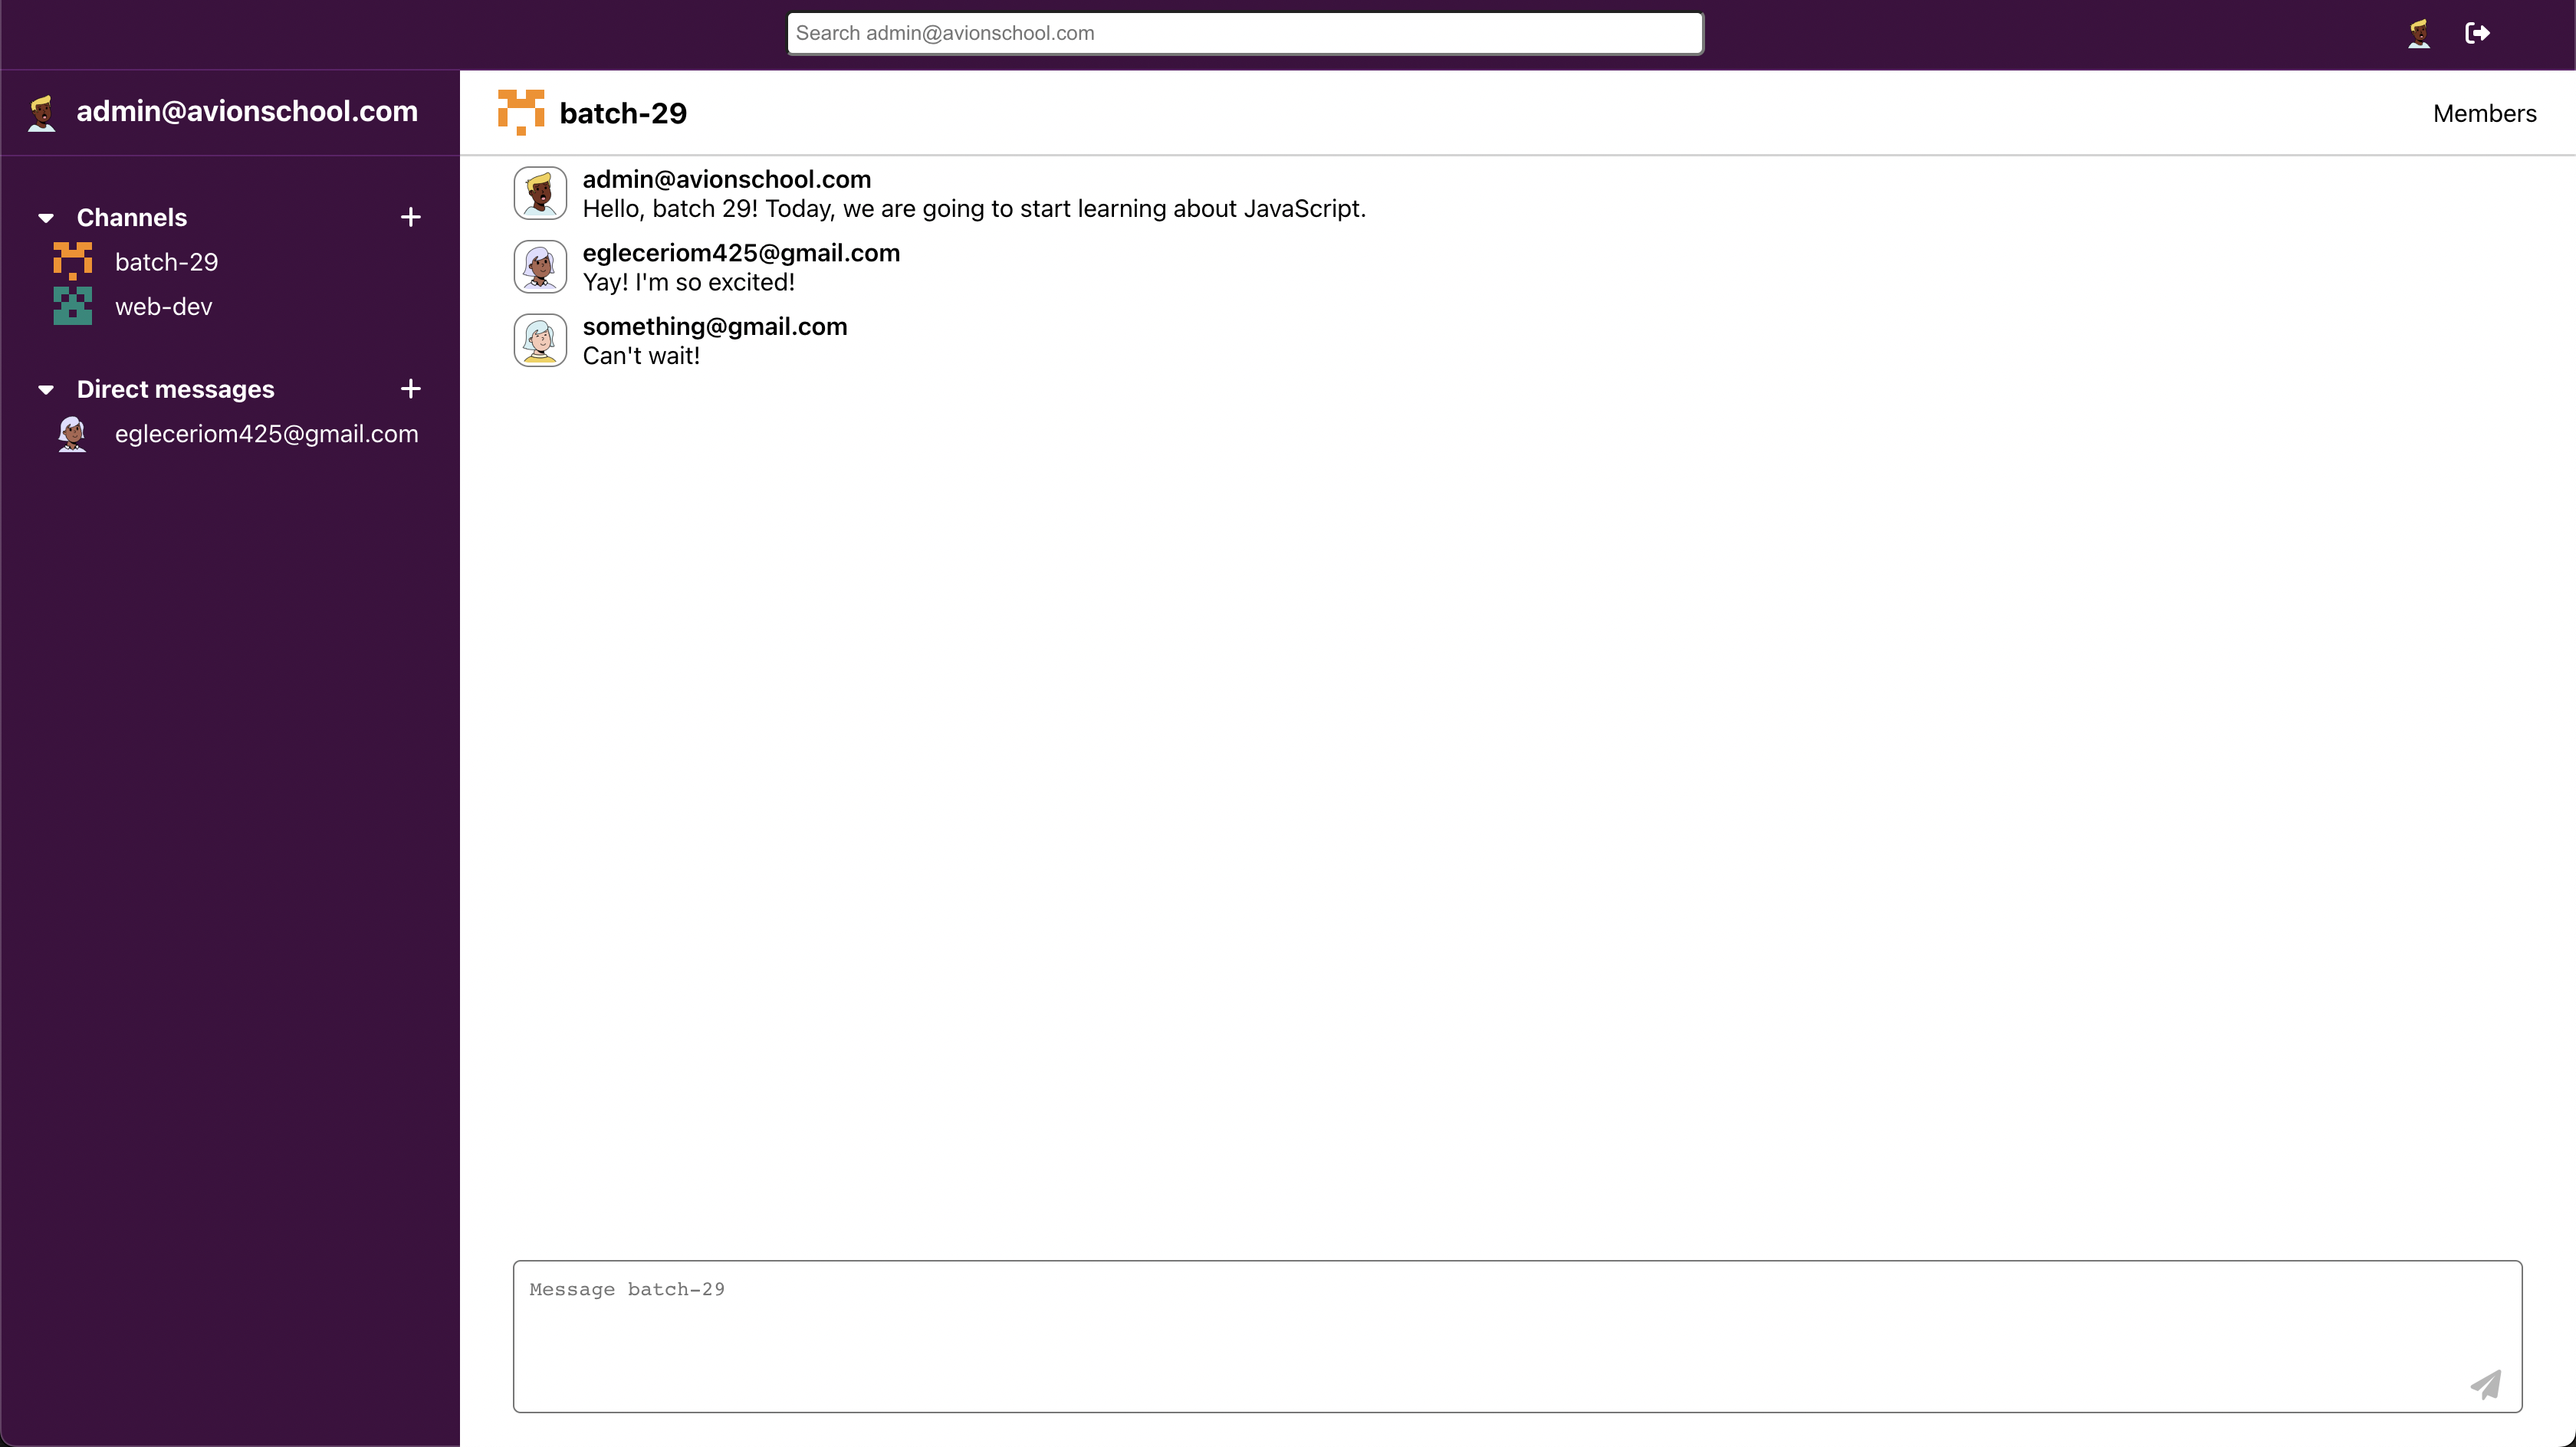 Search admin@avionschool.com
admin@avionschool.com
Channels
batch-29
web-dev
Direct messages
egleceriom425@gmail.com
batch-29
Members
admin@avionschool.com
Hello, batch 29! Today, we are going to start learning about JavaScript.
egleceriom425@gmail.com
Yay! I'm so excited!
something@gmail.com
Can't wait!
Message batch-29